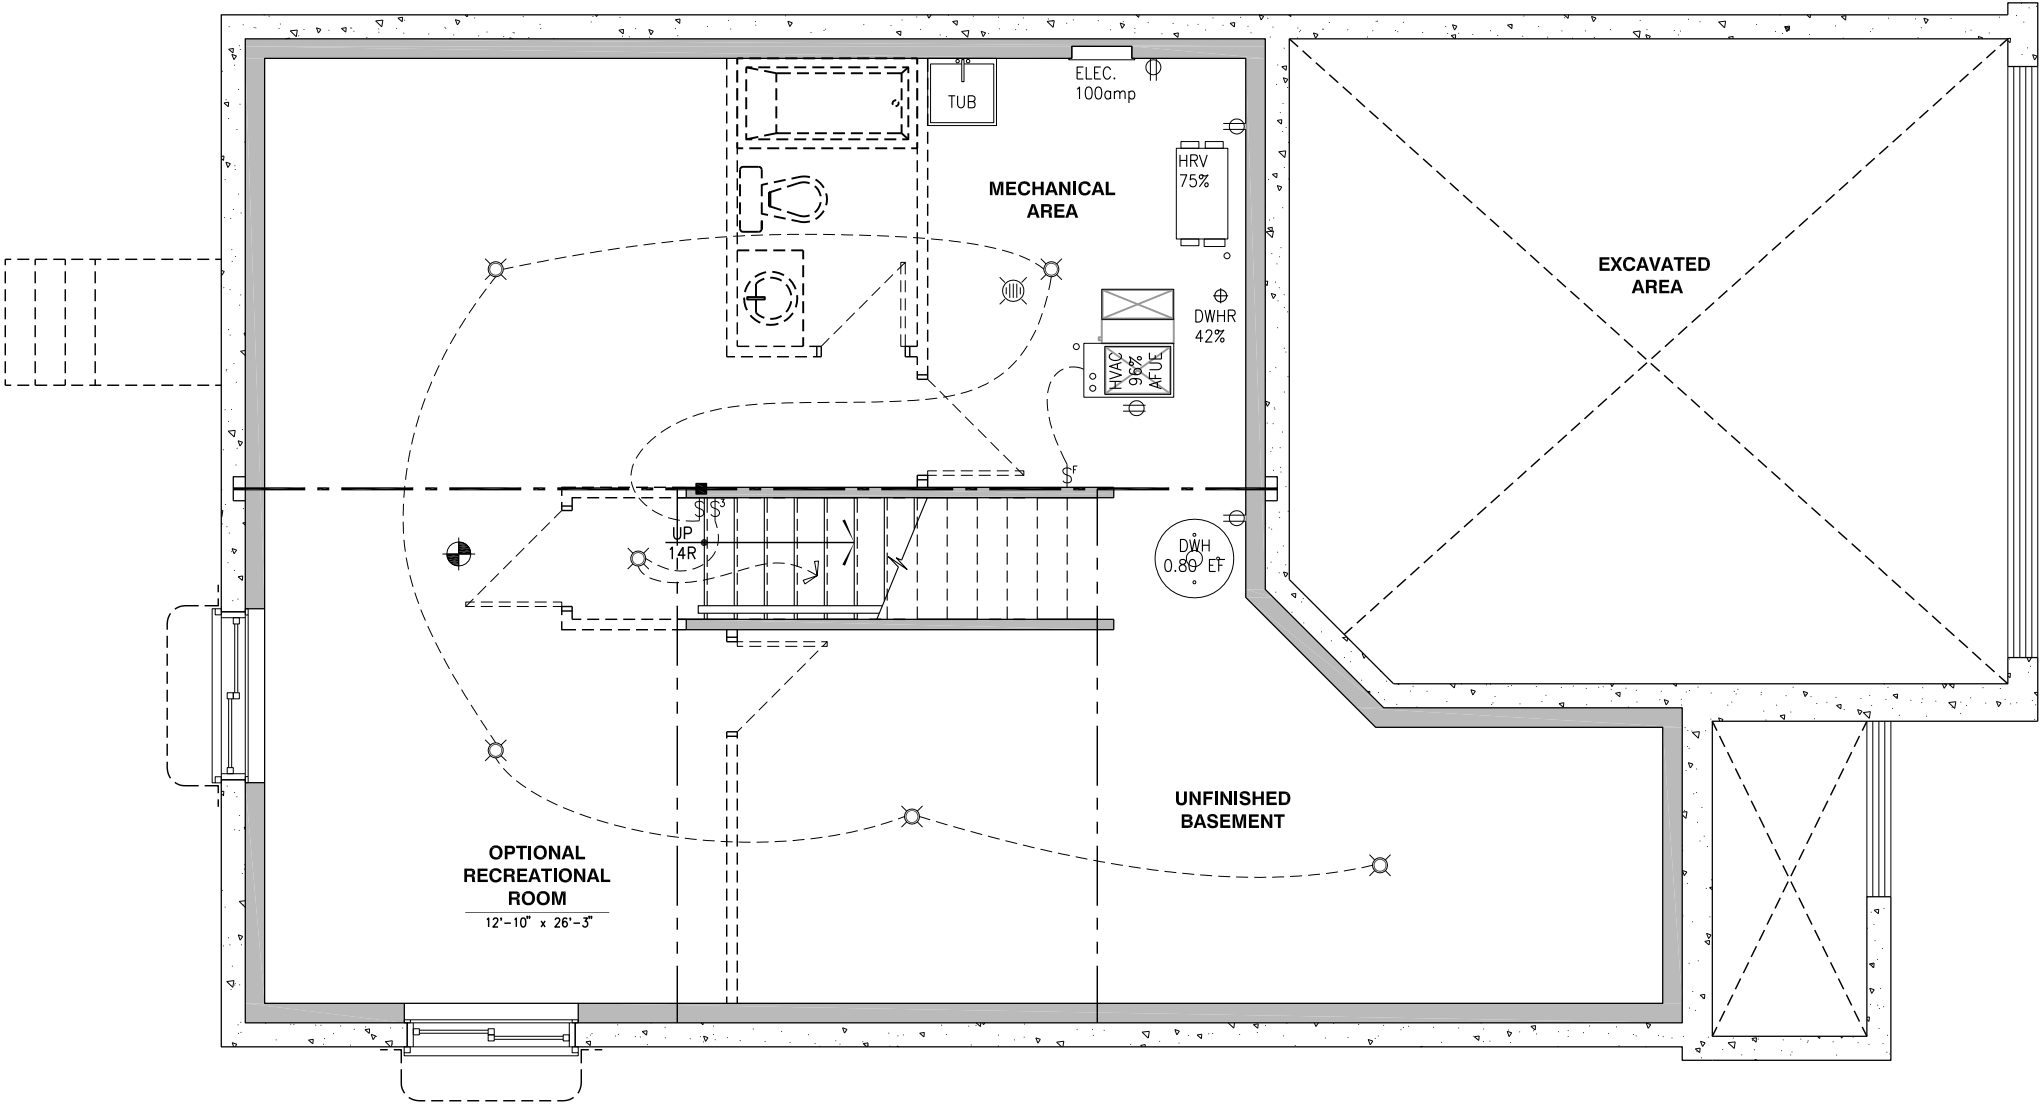 ELEC.
100amp
TUB
HRV
75%
MECHANICAL
AREA
EXCAVATED
AREA
DWHR
42%
HVAC
96%
AFUE
S^F
S S^3
UP
14R
DWH
0.80 EF
UNFINISHED
BASEMENT
OPTIONAL
RECREATIONAL
ROOM
12'-10" x 26'-3"